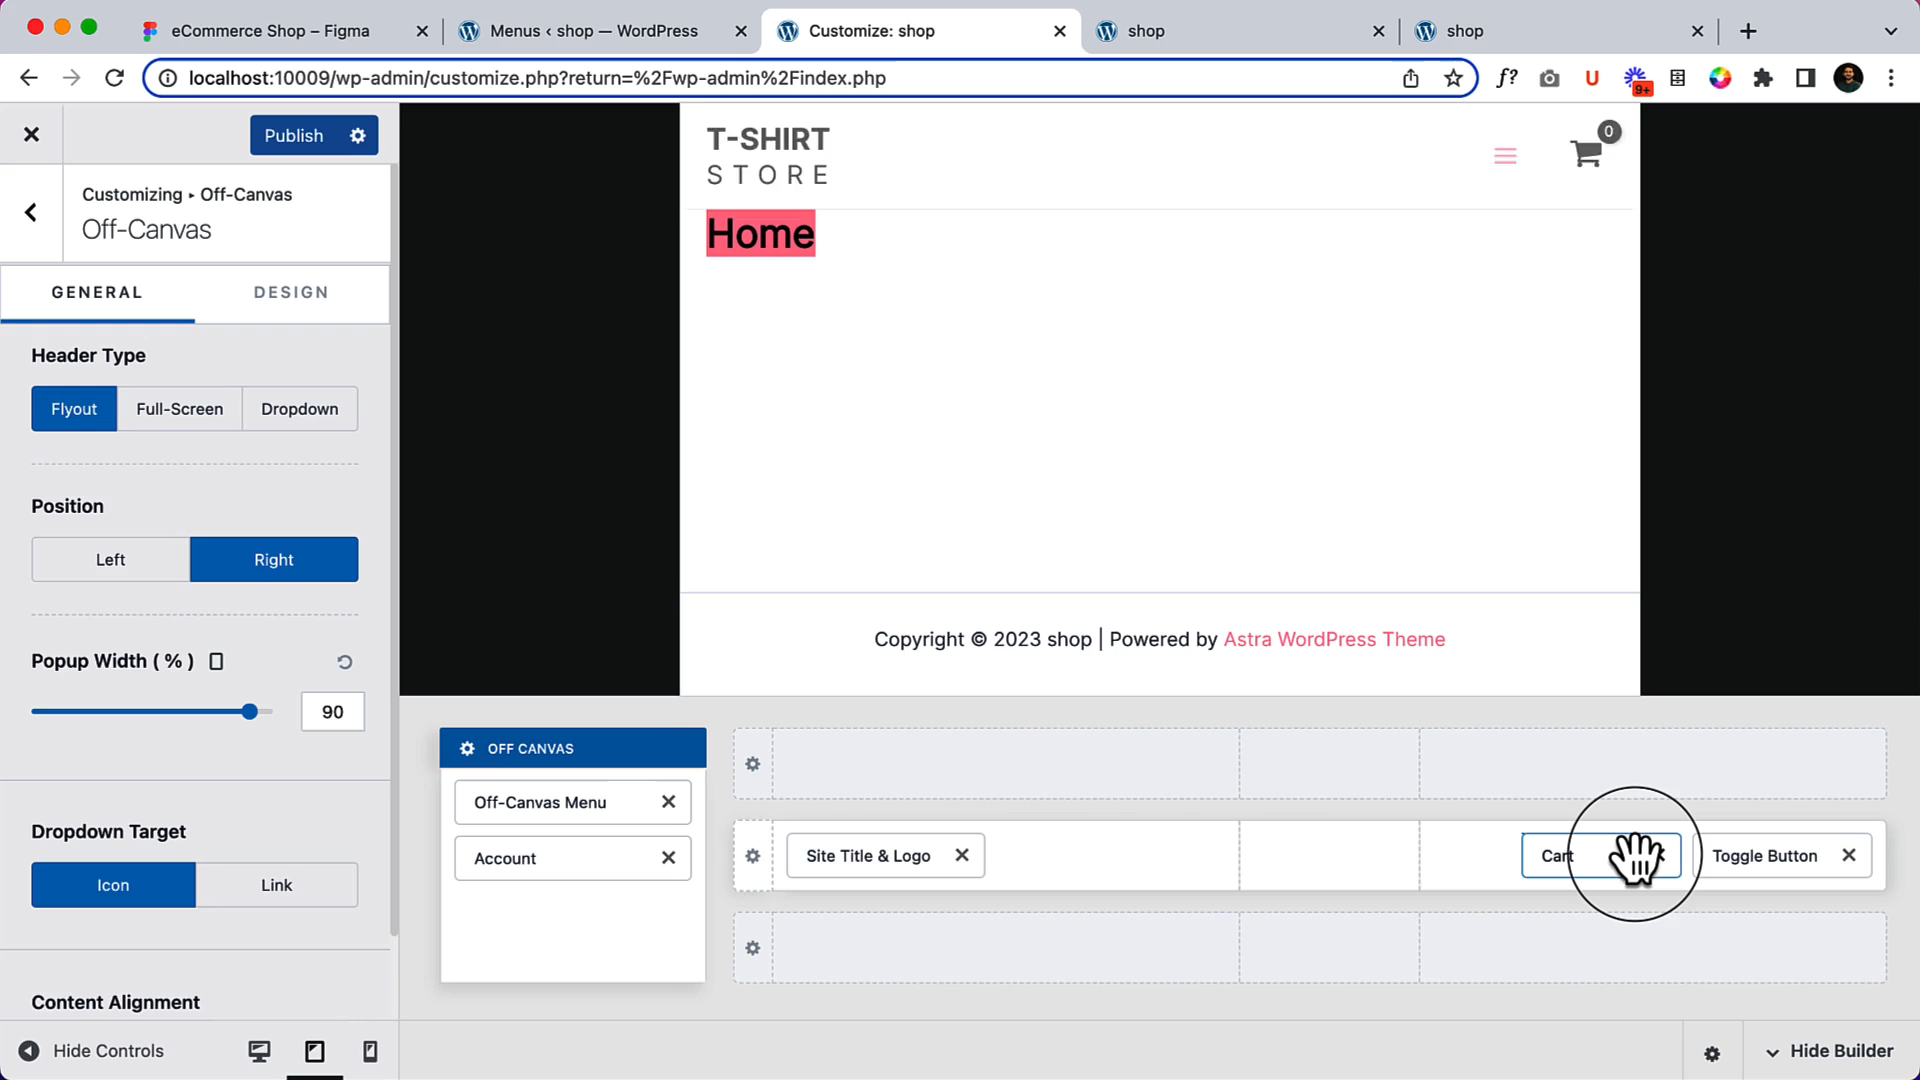 eCommerce Shop – Figma
Menus ‹ shop — WordPress
Customize: shop
shop
shop
localhost:10009/wp-admin/customize.php?return=%2Fwp-admin%2Findex.php
f?
U
9+
Publish
Customizing ▸ Off-Canvas
Off-Canvas
GENERAL
DESIGN
Header Type
Flyout
Full-Screen
Dropdown
Position
Left
Right
Popup Width ( % )
90
Dropdown Target
Icon
Link
Content Alignment
Hide Controls
T-SHIRT
STORE
0
Home
Copyright © 2023 shop | Powered by Astra WordPress Theme
OFF CANVAS
Off-Canvas Menu
Account
Site Title & Logo
Cart
Toggle Button
Hide Builder